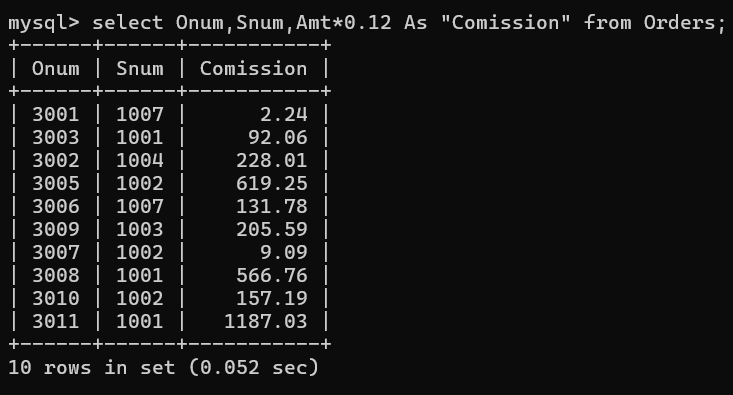 mysql> select Onum,Snum,Amt*0.12 As "Comission" from Orders;
+------+------+-----------+
| Onum | Snum | Comission |
+------+------+-----------+
| 3001 | 1007 |      2.24 |
| 3003 | 1001 |     92.06 |
| 3002 | 1004 |    228.01 |
| 3005 | 1002 |    619.25 |
| 3006 | 1007 |    131.78 |
| 3009 | 1003 |    205.59 |
| 3007 | 1002 |      9.09 |
| 3008 | 1001 |    566.76 |
| 3010 | 1002 |    157.19 |
| 3011 | 1001 |   1187.03 |
+------+------+-----------+
10 rows in set (0.052 sec)